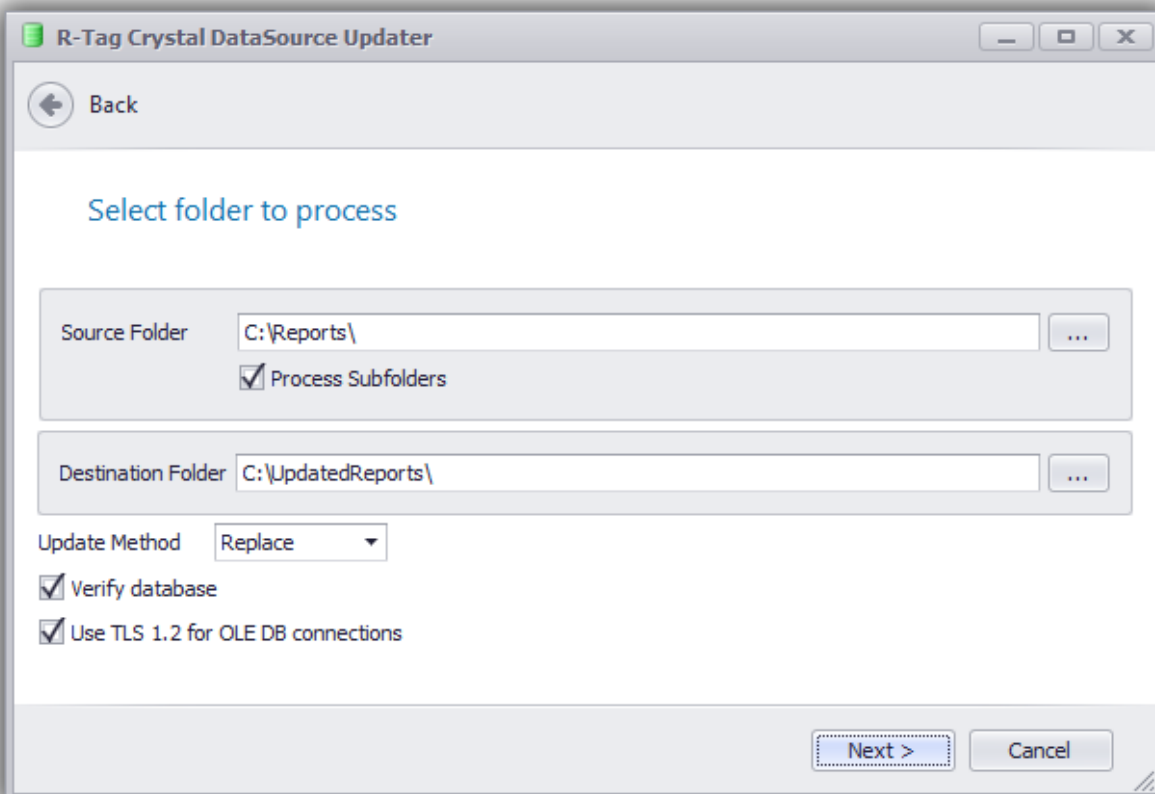 R-Tag Crystal DataSource Updater
Back
Select folder to process
Source Folder C:\Reports\ ...
Process Subfolders
Destination Folder C:\UpdatedReports\ ...
Update Method Replace
Verify database
Use TLS 1.2 for OLE DB connections
Next > Cancel